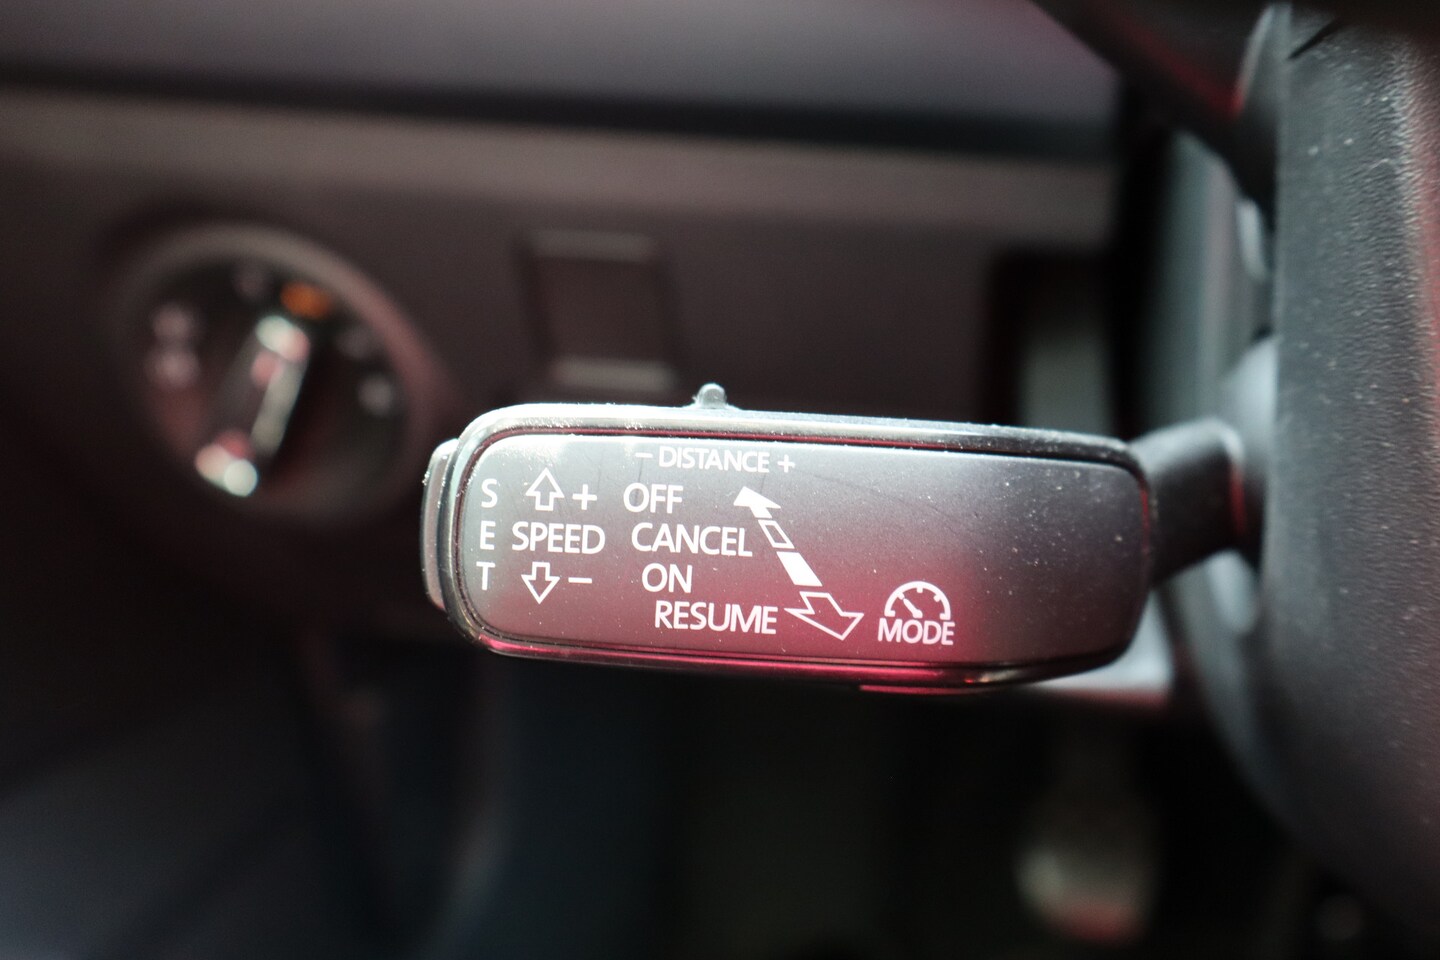 − DISTANCE +
S + OFF
E SPEED CANCEL
T − ON
RESUME
MODE